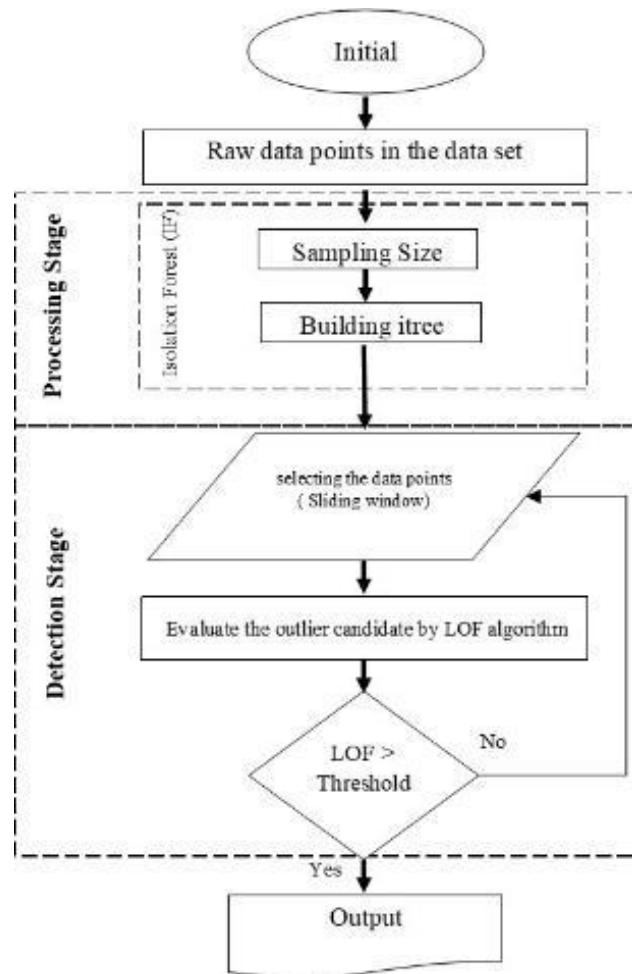 Initial
Raw data points in the data set
Processing Stage
Isolation Forest (IF)
Sampling Size
Building itree
Detection Stage
selecting the data points
( Sliding window)
Evaluate the outlier candidate by LOF algorithm
LOF >
Threshold
No
Yes
Output